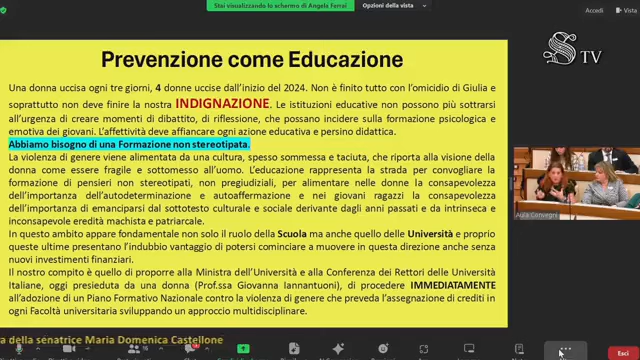 Stai visualizzando lo schermo di Angela Ferrai
Opzioni della vista
Accedi
Vista
Prevenzione come Educazione
S TV
Una donna uccisa ogni tre giorni, 4 donne uccise dall'inizio del 2024. Non è finito tutto con l'omicidio di Giulia e
soprattutto non deve finire la nostra INDIGNAZIONE. Le istituzioni educative non possono più sottrarsi
all'urgenza di creare momenti di dibattito, di riflessione, che possano incidere sulla formazione psicologica e
emotiva dei giovani. L'affettività deve affiancare ogni azione educativa e persino didattica.
Abbiamo bisogno di una Formazione non stereotipata.
La violenza di genere viene alimentata da una cultura, spesso sommessa e taciuta, che riporta alla visione della
donna come essere fragile e sottomesso all'uomo. L'educazione rappresenta la strada per convogliare la
formazione di pensieri non stereotipati, non pregiudiziali, per alimentare nelle donne la consapevolezza
dell'importanza dell'autodeterminazione e autoaffermazione e nei giovani ragazzi la consapevolezza
dell'importanza di emanciparsi dal sottotesto culturale e sociale derivante dagli anni passati e da intrinseca e
inconsapevole eredità machista e patriarcale.
In questo ambito appare fondamentale non solo il ruolo della Scuola ma anche quello delle Università e proprio
queste ultime presentano l'indubbio vantaggio di potersi cominciare a muovere in questa direzione anche senza
nuovi investimenti finanziari.
Il nostro compito è quello di proporre alla Ministra dell'Università e alla Conferenza dei Rettori delle Università
Italiane, oggi presieduta da una donna (Prof.ssa Giovanna Iannantuoni), di procedere IMMEDIATAMENTE
all'adozione di un Piano Formativo Nazionale contro la violenza di genere che preveda l'assegnazione di crediti in
ogni Facoltà universitaria sviluppando un approccio multidisciplinare.
Aula Convegni
a della senatrice Maria Domenica Castellone
Esci